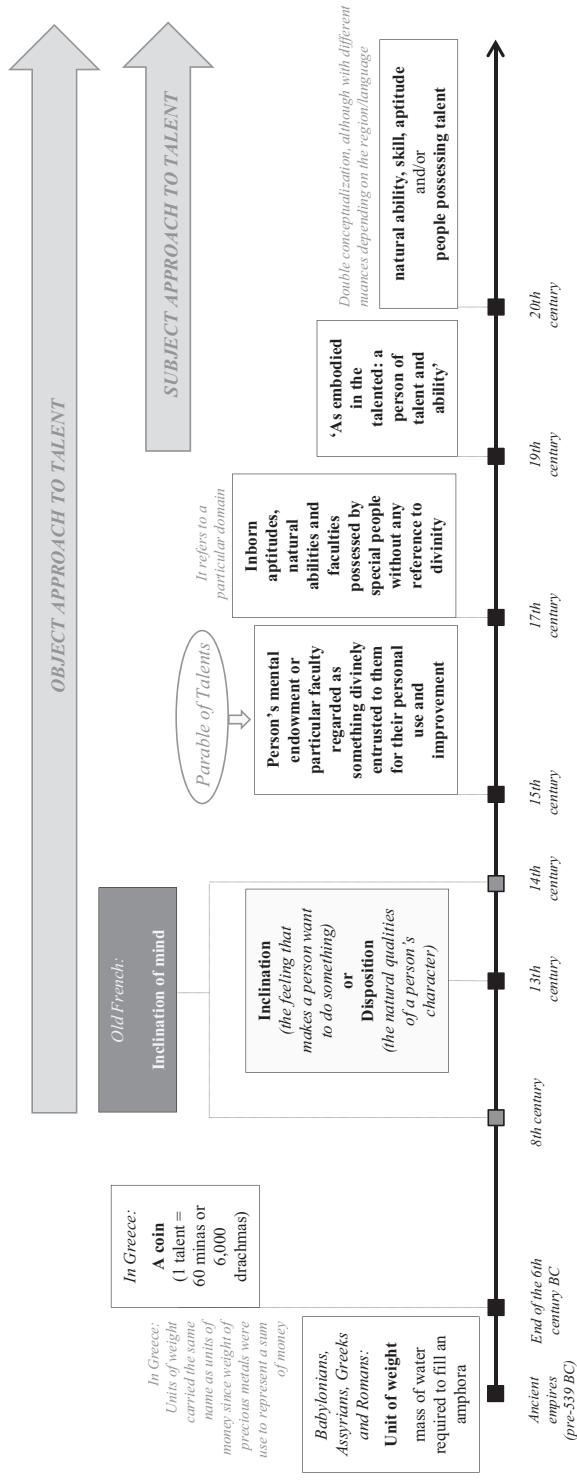 OBJECT APPROACH TO TALENT
SUBJECT APPROACH TO TALENT
In Greece:
Units of weight
carried the same
name as units of
money since weight of
precious metals were
use to represent a sum
of money
Babylonians,
Assyrians, Greeks
and Romans:
Unit of weight
mass of water
required to fill an
amphora
In Greece:
A coin
(1 talent =
60 minas or
6,000
drachmas)
Old French:
Inclination of mind
Inclination
(the feeling that
makes a person want
to do something)
or
Disposition
(the natural qualities
of a person's
character)
Parable of Talents
Person's mental
endowment or
particular faculty
regarded as
something divinely
entrusted to them
for their personal
use and
improvement
It refers to a
particular domain
Inborn
aptitudes,
natural
abilities and
faculties
possessed by
special people
without any
reference to
divinity
'As embodied
in the
talented: a
person of
talent and
ability'
Double conceptualization, although with different
nuances depending on the region/language
natural ability, skill, aptitude
and/or
people possessing talent
Ancient
empires
(pre-539 BC)
End of the 6th
century BC
8th century
13th
century
14th
century
15th
century
17th
century
19th
century
20th
century